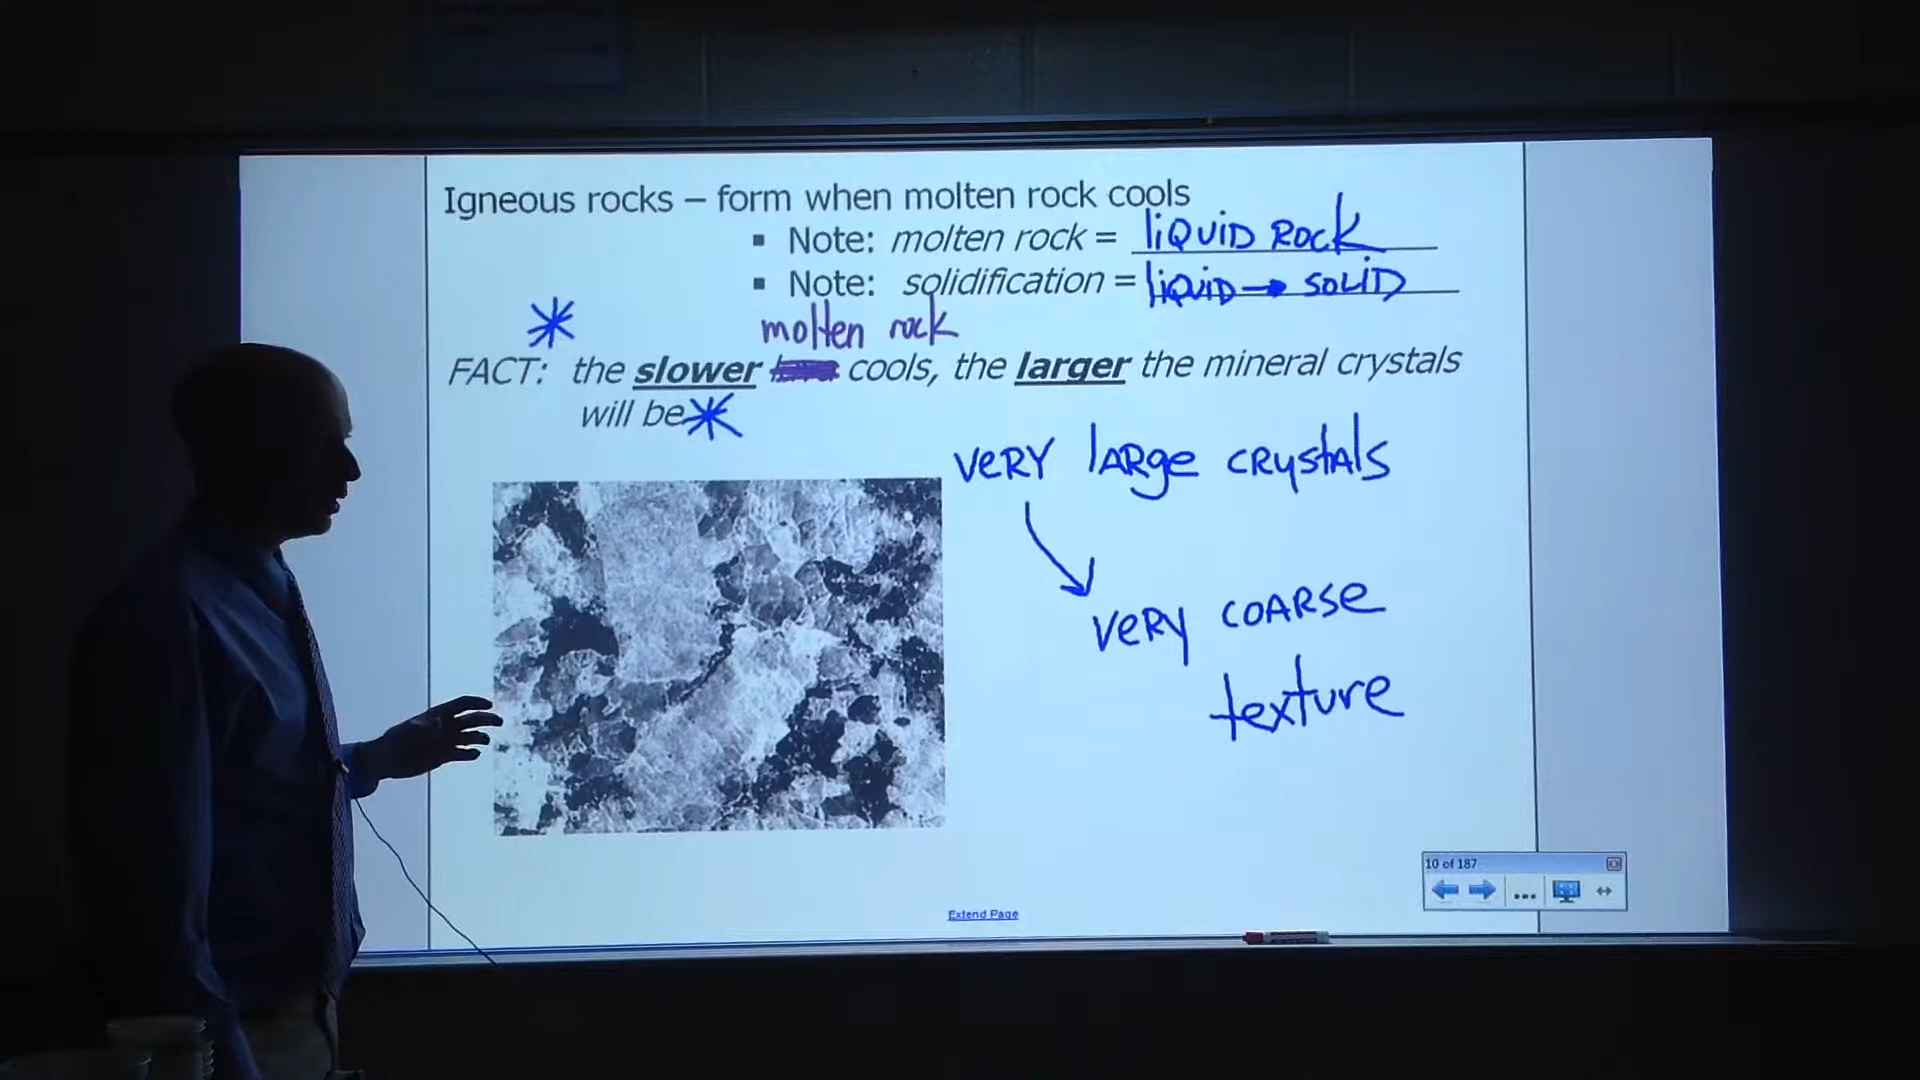 Igneous rocks – form when molten rock cools
▪ Note: molten rock = liQUiD ROCK
▪ Note: solidification = liQUiD → SOLiD
molten rock
FACT: the slower cools, the larger the mineral crystals
will be
VeRY lARge CRystAls
VeRY COARSe
texture
10 of 187
...
Extend Page